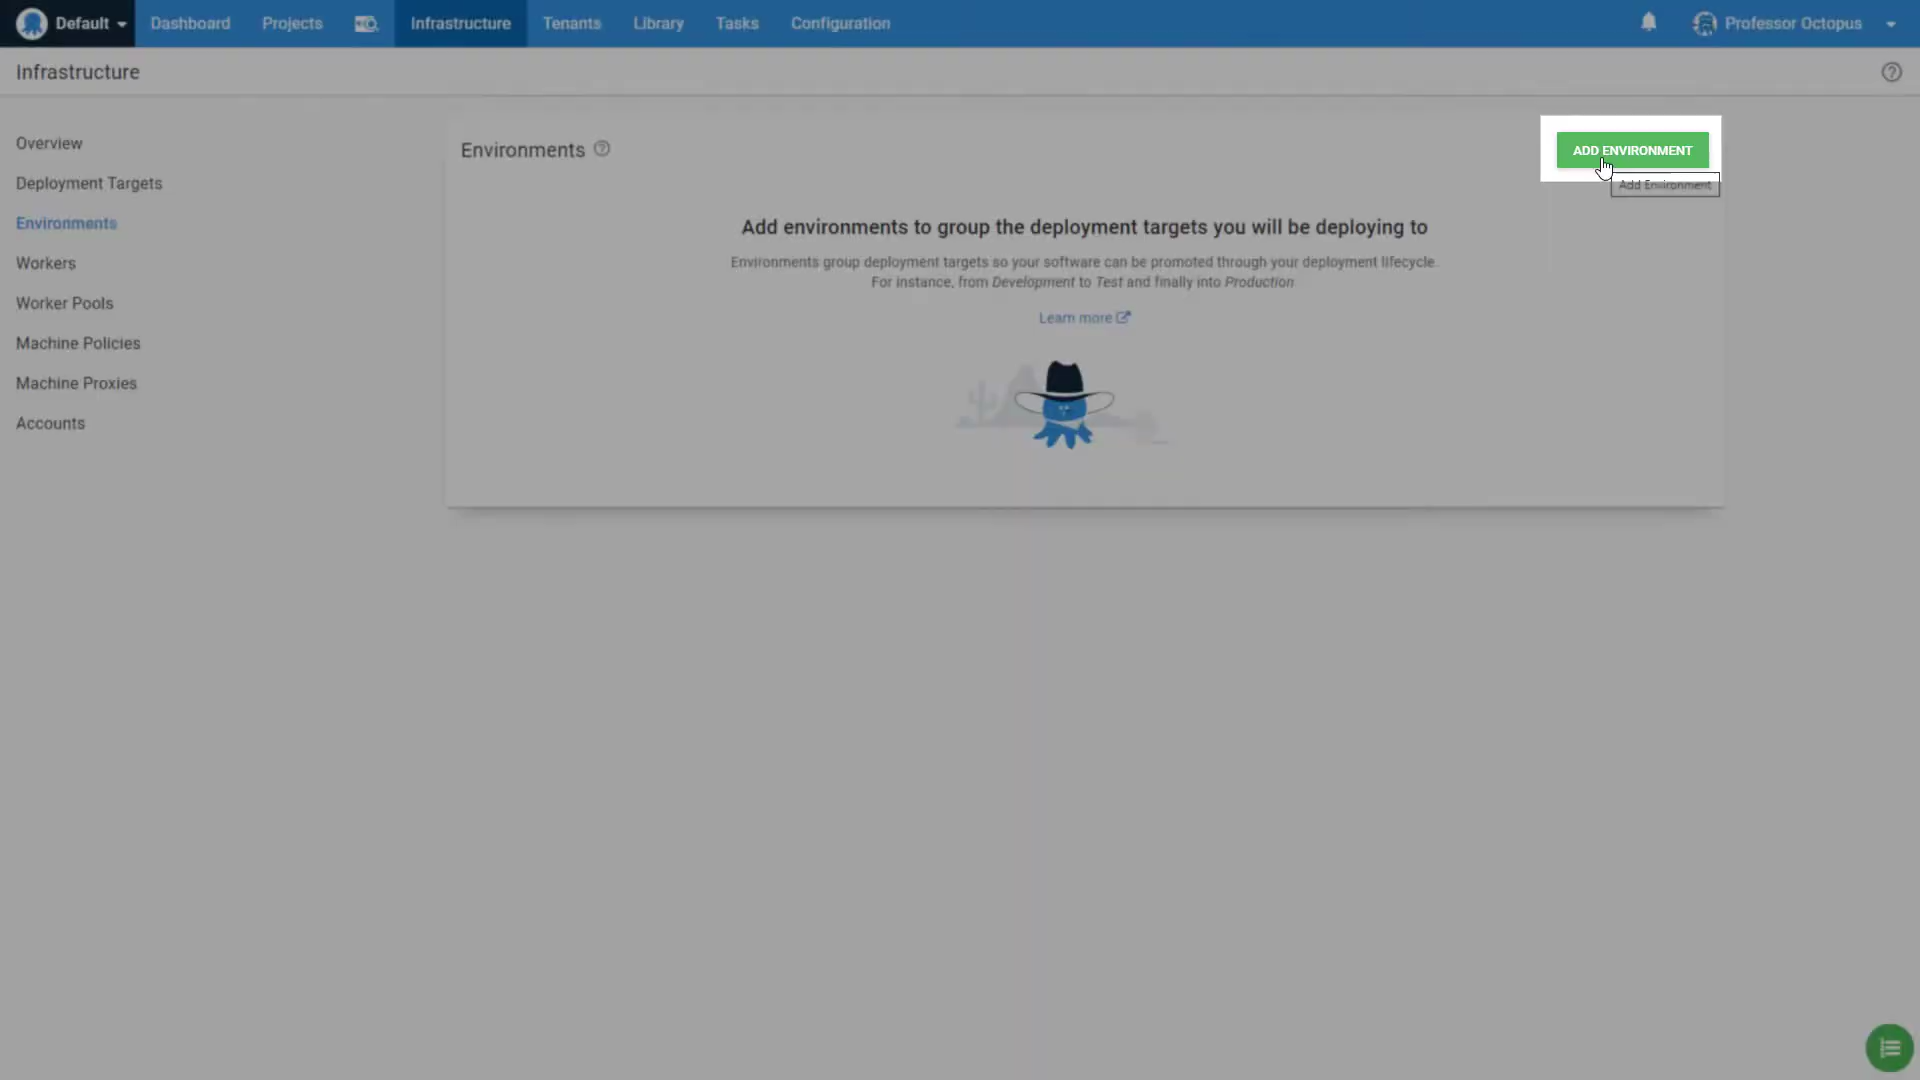 Default
Dashboard
Projects
Infrastructure
Tenants
Library
Tasks
Configuration
Professor Octopus
Infrastructure
Overview
Deployment Targets
Environments
Workers
Worker Pools
Machine Policies
Machine Proxies
Accounts
Environments
ADD ENVIRONMENT
Add Environment
Add environments to group the deployment targets you will be deploying to
Environments group deployment targets so your software can be promoted through your deployment lifecycle.
For instance, from Development to Test and finally into Production
Learn more